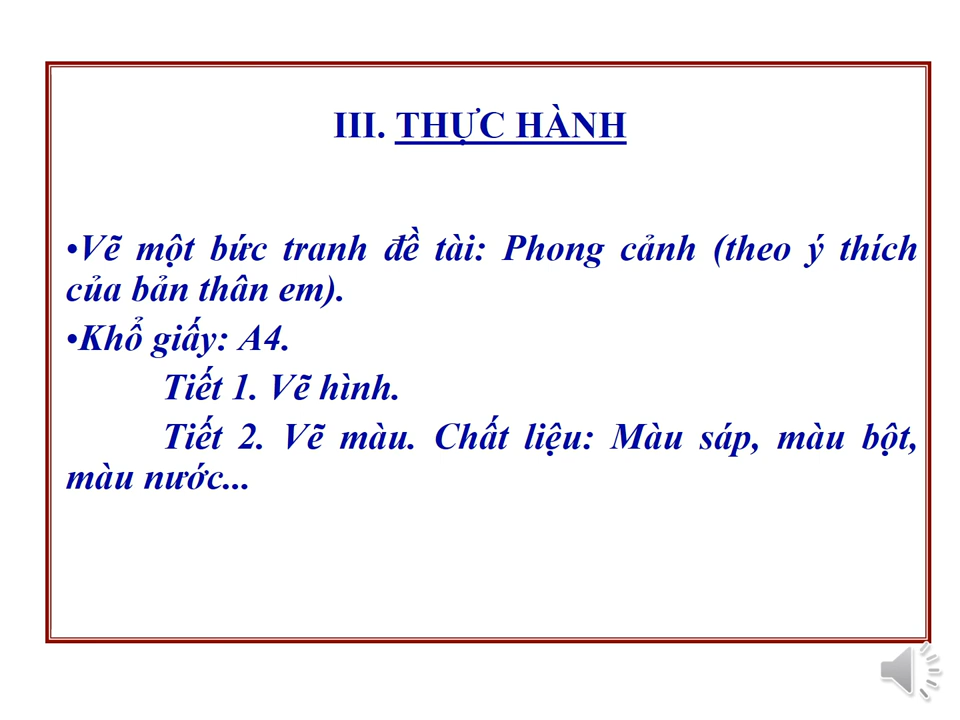 III. THỰC HÀNH
•Vẽ một bức tranh đề tài: Phong cảnh (theo ý thích
của bản thân em).
•Khổ giấy: A4.
Tiết 1. Vẽ hình.
Tiết 2. Vẽ màu. Chất liệu: Màu sáp, màu bột,
màu nước...